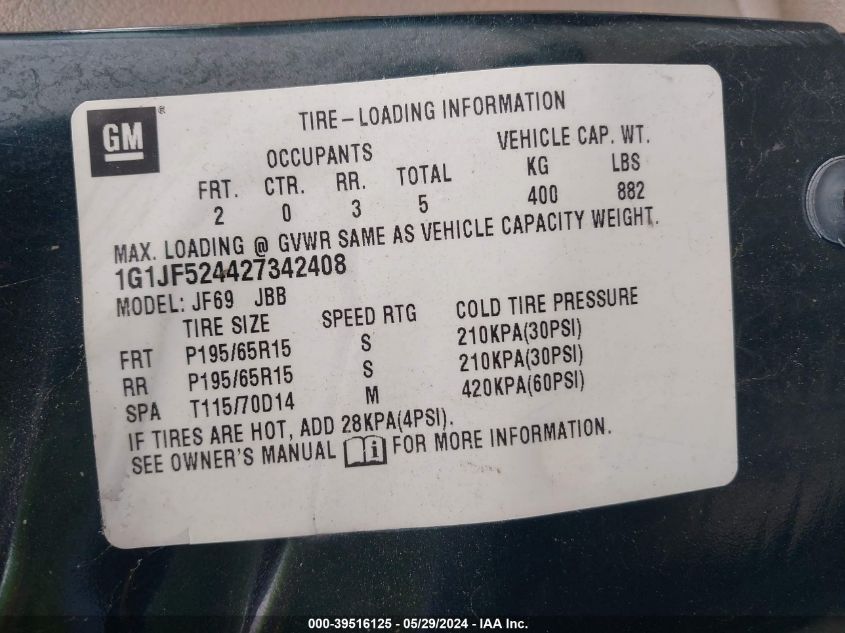 GM ®
TIRE-LOADING INFORMATION
OCCUPANTS VEHICLE CAP. WT.
FRT. CTR. RR. TOTAL KG LBS
2 0 3 5 400 882
MAX. LOADING @ GVWR SAME AS VEHICLE CAPACITY WEIGHT.
1G1JF524427342408
MODEL: JF69 JBB
TIRE SIZE SPEED RTG COLD TIRE PRESSURE
FRT P195/65R15 S 210KPA(30PSI)
RR P195/65R15 S 210KPA(30PSI)
SPA T115/70D14 M 420KPA(60PSI)
IF TIRES ARE HOT, ADD 28KPA(4PSI).
SEE OWNER'S MANUAL i FOR MORE INFORMATION.
000-39516125 - 05/29/2024 - IAA Inc.